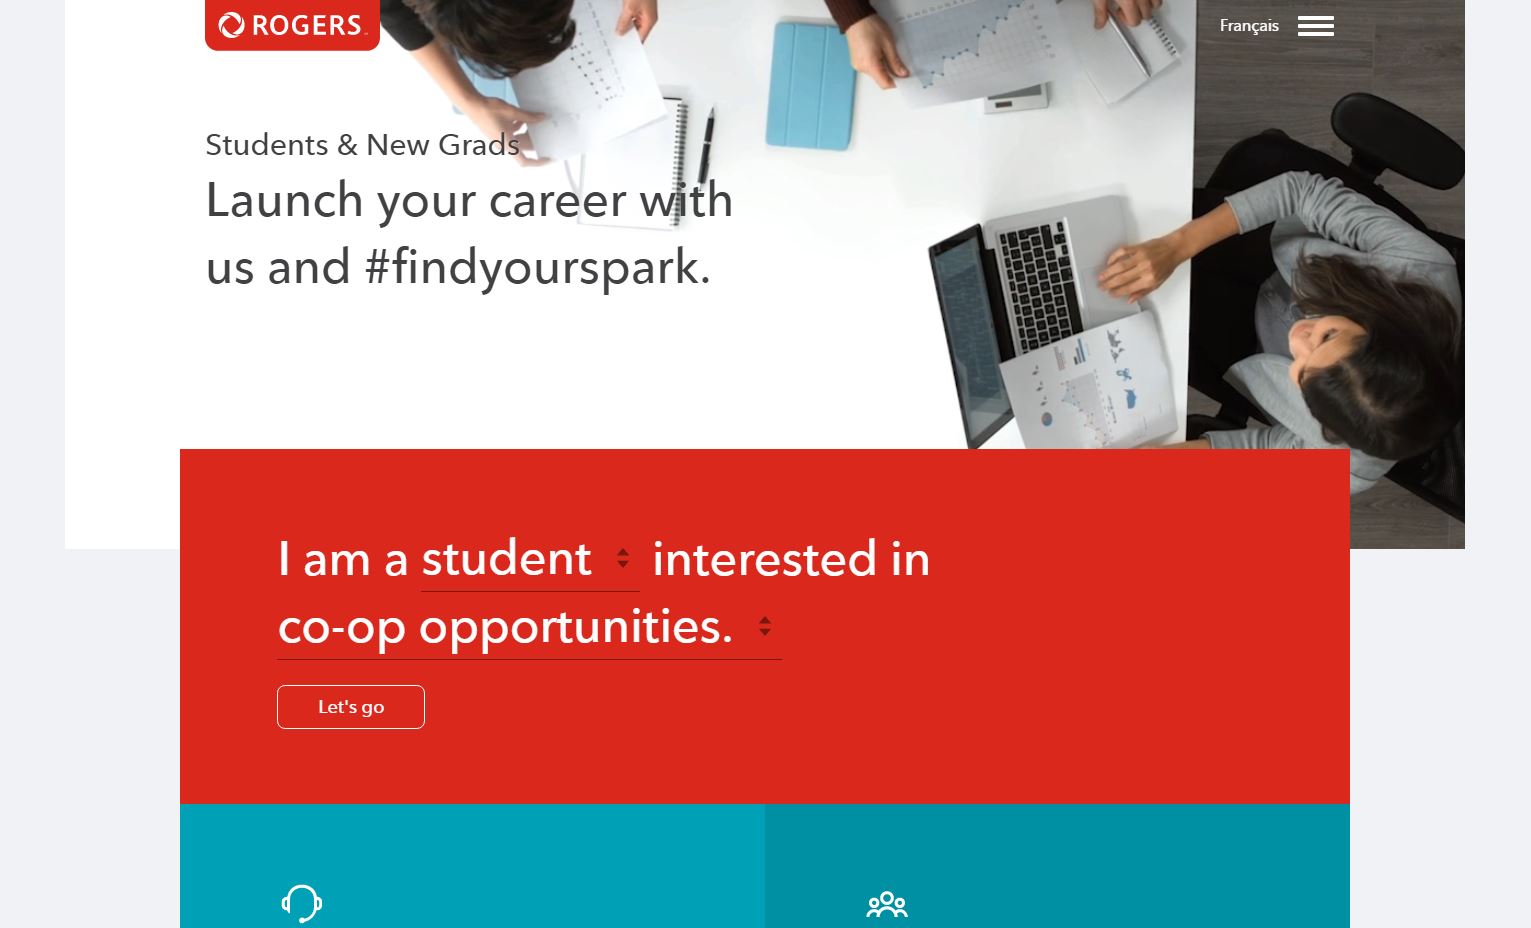 ROGERS
Français
Students & New Grads
Launch your career with
us and #findyourspark.
I am a student interested in
co-op opportunities.
Let's go